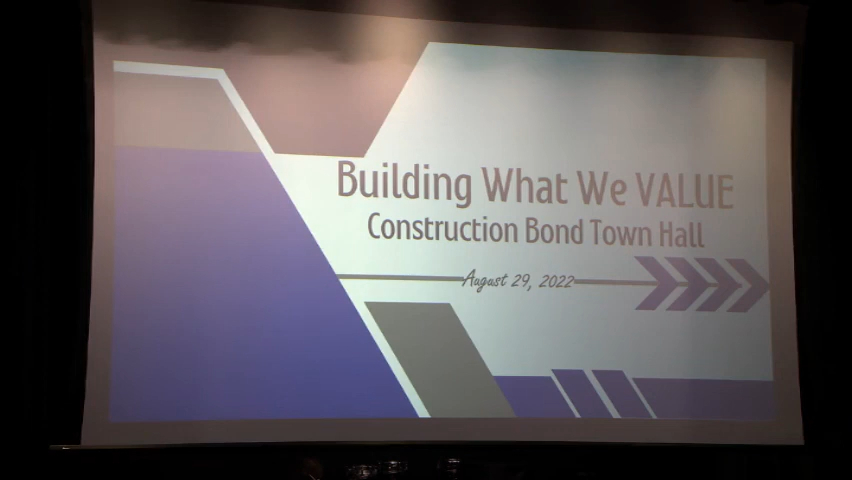 Building What We VALUE
Construction Bond Town Hall
August 29, 2022